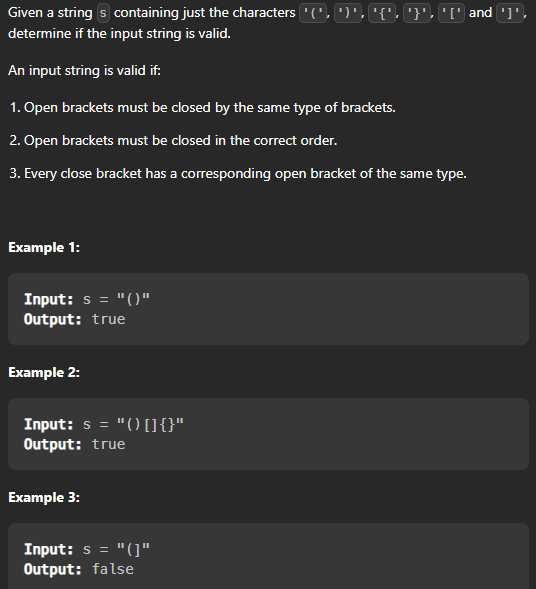 Given a string s containing just the characters '(', ')', '{', '}', '[' and ']',
determine if the input string is valid.
An input string is valid if:
1. Open brackets must be closed by the same type of brackets.
2. Open brackets must be closed in the correct order.
3. Every close bracket has a corresponding open bracket of the same type.
Example 1:
Input: s = "()"
Output: true
Example 2:
Input: s = "()[]{}"
Output: true
Example 3:
Input: s = "(]"
Output: false